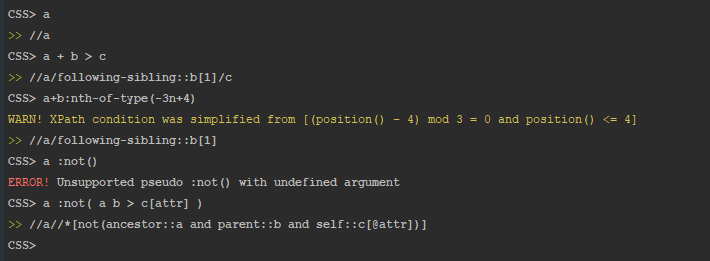 CSS> a
>> //a
CSS> a + b > c
>> //a/following-sibling::b[1]/c
CSS> a+b:nth-of-type(-3n+4)
WARN! XPath condition was simplified from [(position() - 4) mod 3 = 0 and position() <= 4]
>> //a/following-sibling::b[1]
CSS> a :not()
ERROR! Unsupported pseudo :not() with undefined argument
CSS> a :not( a b > c[attr] )
>> //a//*[not(ancestor::a and parent::b and self::c[@attr])]
CSS>